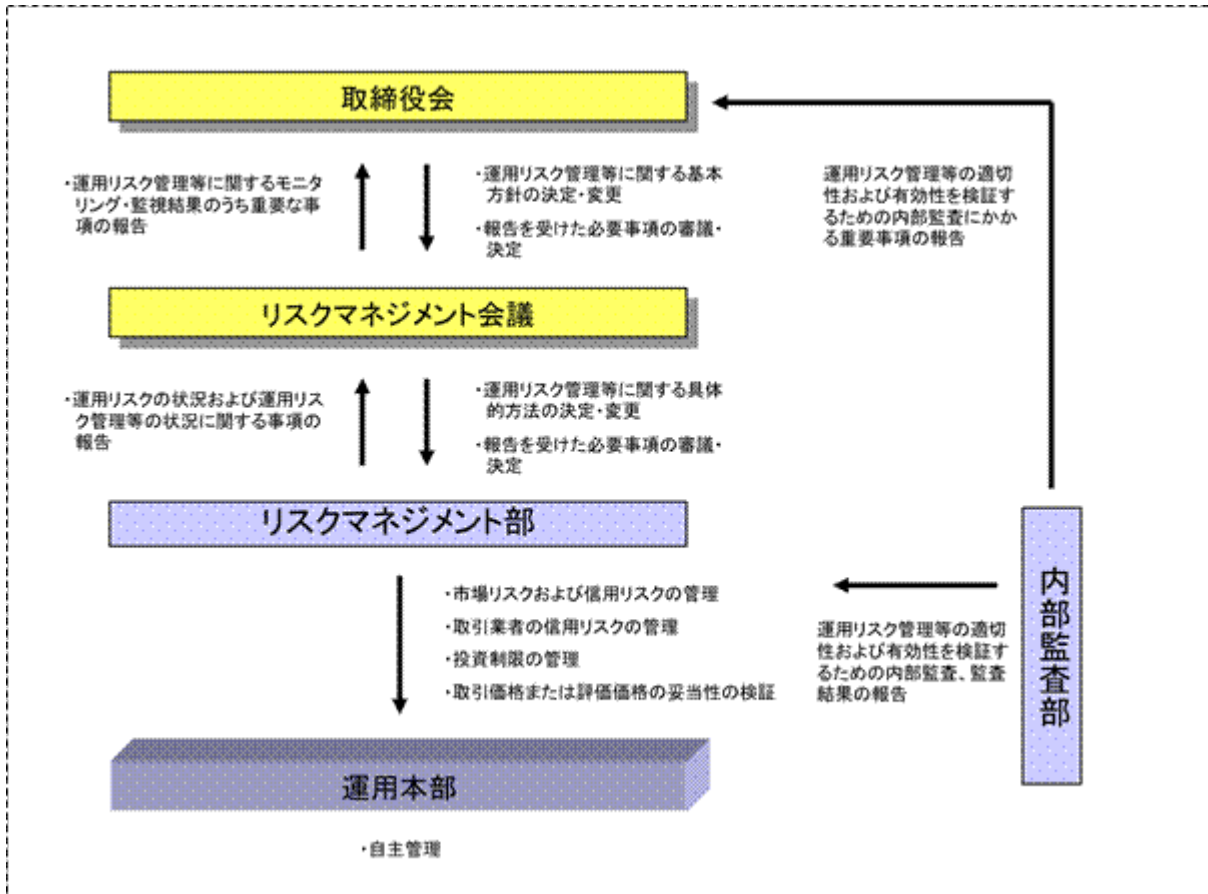 取締役会
・運用リスク管理等に関するモニタ
リング・監視結果のうち重要な事
項の報告
・運用リスク管理等に関する基本
方針の決定・変更
・報告を受けた必要事項の審議・
決定
運用リスク管理等の適切
性および有効性を検証す
るための内部監査にかか
る重要事項の報告
リスクマネジメント会議
・運用リスクの状況および運用リス
ク管理等の状況に関する事項の
報告
・運用リスク管理等に関する具体
的方法の決定・変更
・報告を受けた必要事項の審議・
決定
リスクマネジメント部
・市場リスクおよび信用リスクの管理
・取引業者の信用リスクの管理
・投資制限の管理
・取引価格または評価価格の妥当性の検証
運用リスク管理等の適切
性および有効性を検証す
るための内部監査、監査
結果の報告
内部監査部
運用本部
・自主管理